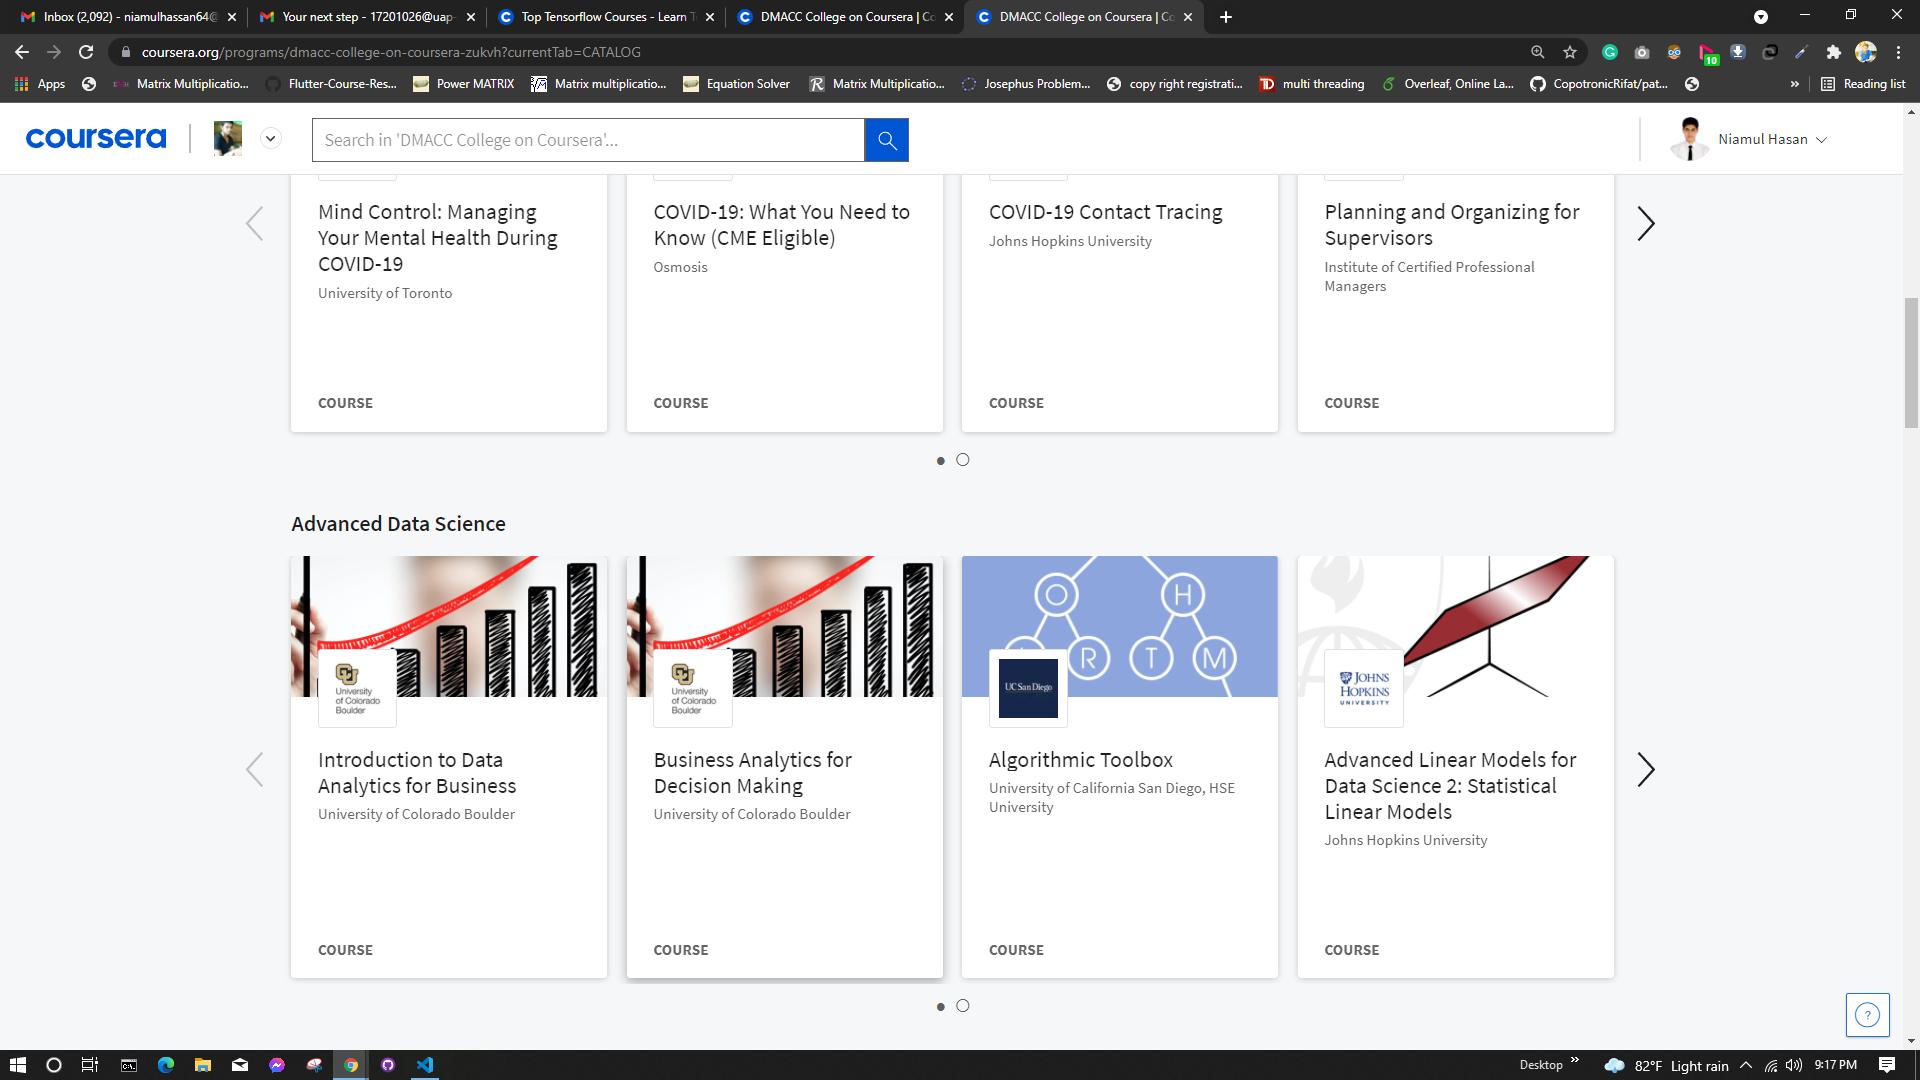 Inbox (2,092) - niamulhassan64@
Your next step - 17201026@uap-
Top Tensorflow Courses - Learn T
DMACC College on Coursera | Co
DMACC College on Coursera | Co
coursera.org/programs/dmacc-college-on-coursera-zukvh?currentTab=CATALOG
10
Apps
Matrix Multiplicatio...
Flutter-Course-Res...
Power MATRIX
Matrix multiplicatio...
Equation Solver
Matrix Multiplicatio...
Josephus Problem...
copy right registrati...
multi threading
Overleaf, Online La...
CopotronicRifat/pat...
Reading list
coursera
Search in 'DMACC College on Coursera'...
Niamul Hasan
Mind Control: Managing
Your Mental Health During
COVID-19
University of Toronto
COURSE
COVID-19: What You Need to
Know (CME Eligible)
Osmosis
COURSE
COVID-19 Contact Tracing
Johns Hopkins University
COURSE
Planning and Organizing for
Supervisors
Institute of Certified Professional
Managers
COURSE
Advanced Data Science
University
of Colorado
Boulder
Introduction to Data
Analytics for Business
University of Colorado Boulder
COURSE
University
of Colorado
Boulder
Business Analytics for
Decision Making
University of Colorado Boulder
COURSE
O H
R T M
UC San Diego
Algorithmic Toolbox
University of California San Diego, HSE
University
COURSE
JOHNS
HOPKINS
UNIVERSITY
Advanced Linear Models for
Data Science 2: Statistical
Linear Models
Johns Hopkins University
COURSE
?
Desktop
82°F Light rain
9:17 PM